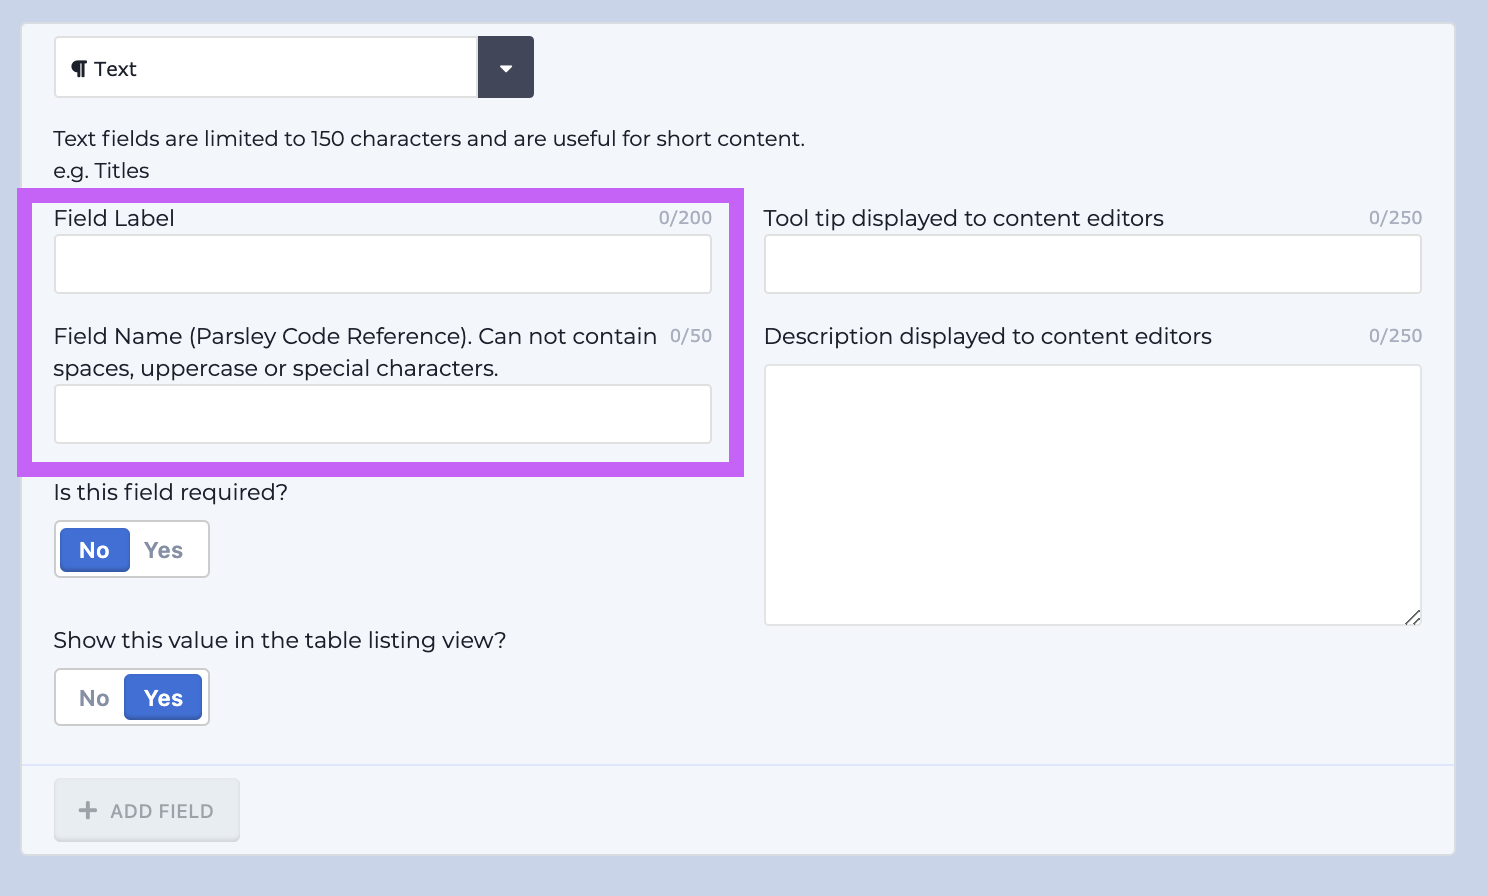 ¶ Text
Text fields are limited to 150 characters and are useful for short content.
e.g. Titles
Field Label 0/200
Field Name (Parsley Code Reference). Can not contain 0/50
spaces, uppercase or special characters.
Is this field required?
No Yes
Show this value in the table listing view?
No Yes
Tool tip displayed to content editors 0/250
Description displayed to content editors 0/250
+ ADD FIELD